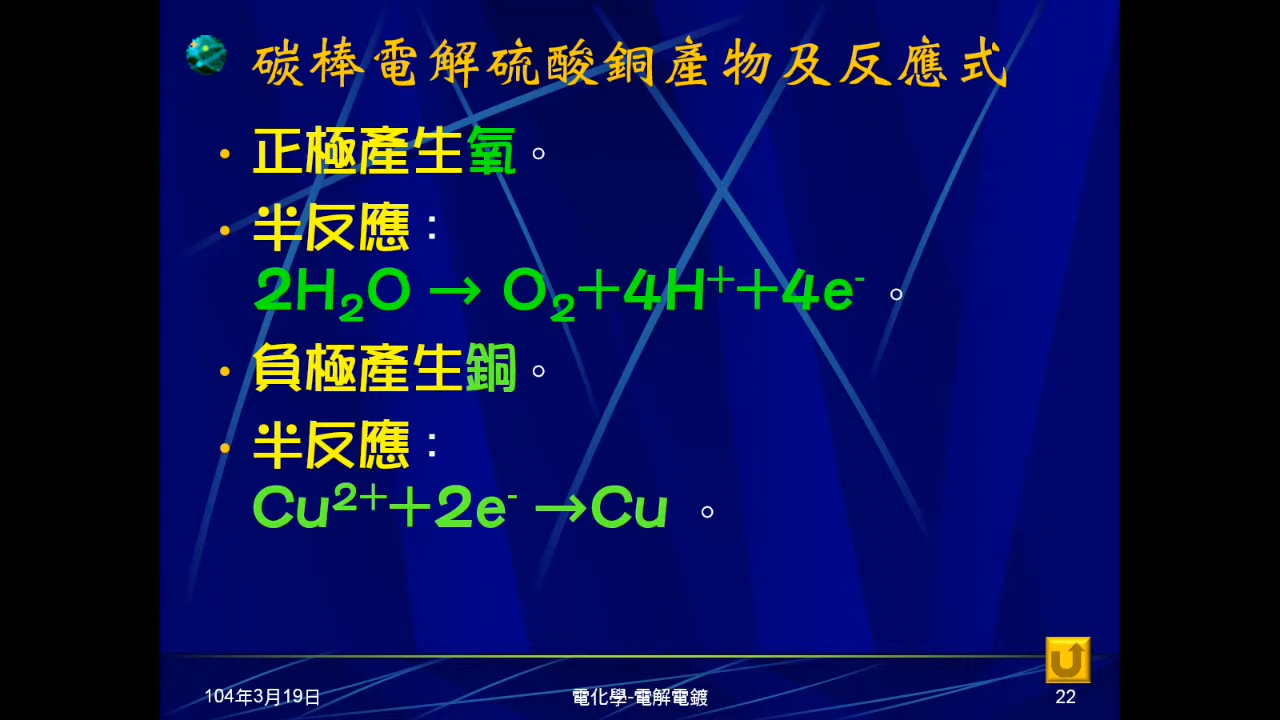 碳棒電解硫酸銅產物及反應式
• 正極產生氧。
• 半反應：
2H₂O → O₂+4H⁺+4e⁻ 。
• 負極產生銅。
• 半反應：
Cu²⁺+2e⁻ →Cu 。
104年3月19日 電化學-電解電鍍 22